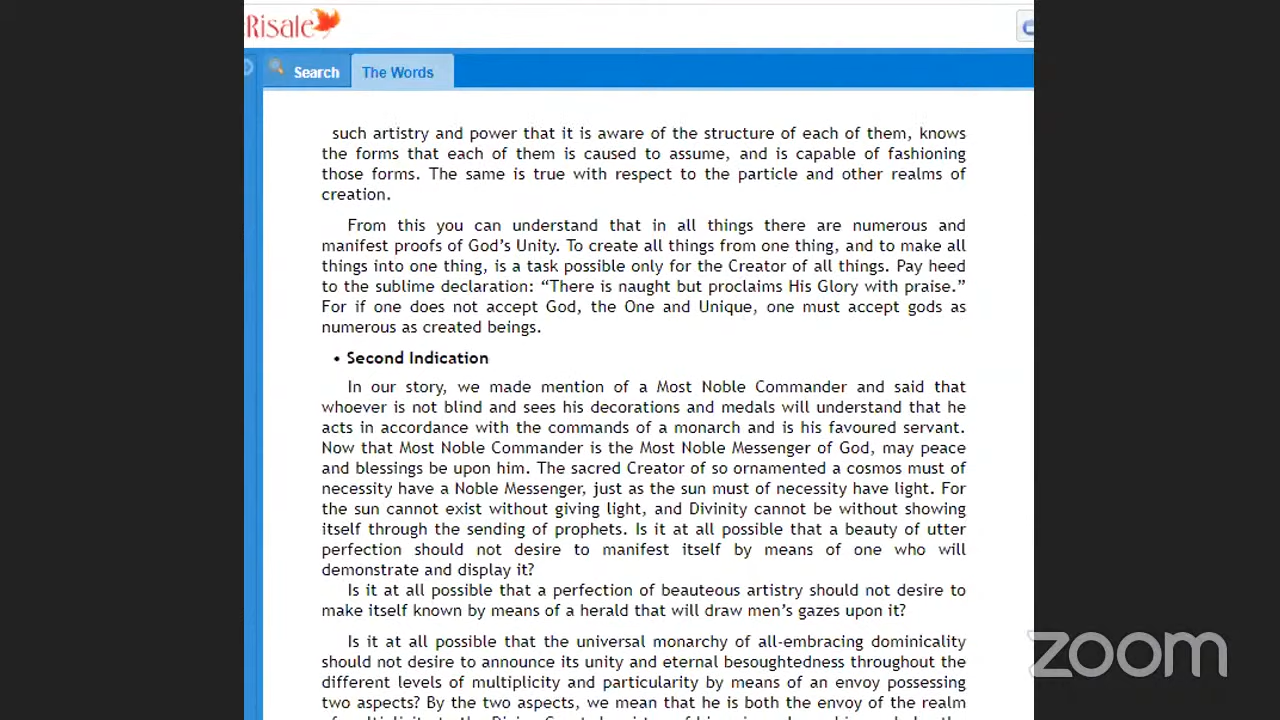 Risale
Search
The Words
such artistry and power that it is aware of the structure of each of them, knows
the forms that each of them is caused to assume, and is capable of fashioning
those forms. The same is true with respect to the particle and other realms of
creation.
From this you can understand that in all things there are numerous and
manifest proofs of God’s Unity. To create all things from one thing, and to make all
things into one thing, is a task possible only for the Creator of all things. Pay heed
to the sublime declaration: “There is naught but proclaims His Glory with praise.”
For if one does not accept God, the One and Unique, one must accept gods as
numerous as created beings.
• Second Indication
In our story, we made mention of a Most Noble Commander and said that
whoever is not blind and sees his decorations and medals will understand that he
acts in accordance with the commands of a monarch and is his favoured servant.
Now that Most Noble Commander is the Most Noble Messenger of God, may peace
and blessings be upon him. The sacred Creator of so ornamented a cosmos must of
necessity have a Noble Messenger, just as the sun must of necessity have light. For
the sun cannot exist without giving light, and Divinity cannot be without showing
itself through the sending of prophets. Is it at all possible that a beauty of utter
perfection should not desire to manifest itself by means of one who will
demonstrate and display it?
Is it at all possible that a perfection of beauteous artistry should not desire to
make itself known by means of a herald that will draw men’s gazes upon it?
Is it at all possible that the universal monarchy of all-embracing dominicality
should not desire to announce its unity and eternal besoughtedness throughout the
different levels of multiplicity and particularity by means of an envoy possessing
two aspects? By the two aspects, we mean that he is both the envoy of the realm
zoom